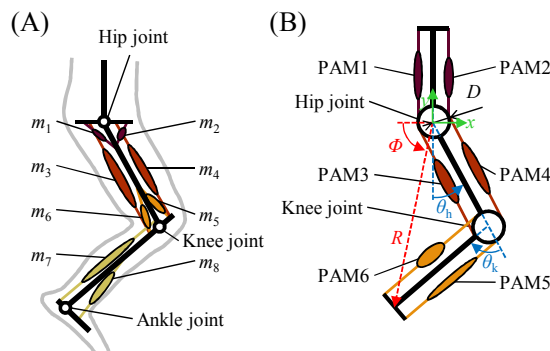 (A)
Hip joint
m1
m2
m3
m4
m5
m6
Knee joint
m7
m8
Ankle joint
(B)
PAM1
PAM2
Hip joint
y
x
D
Φ
PAM3
PAM4
θh
Knee joint
R
θk
PAM6
PAM5